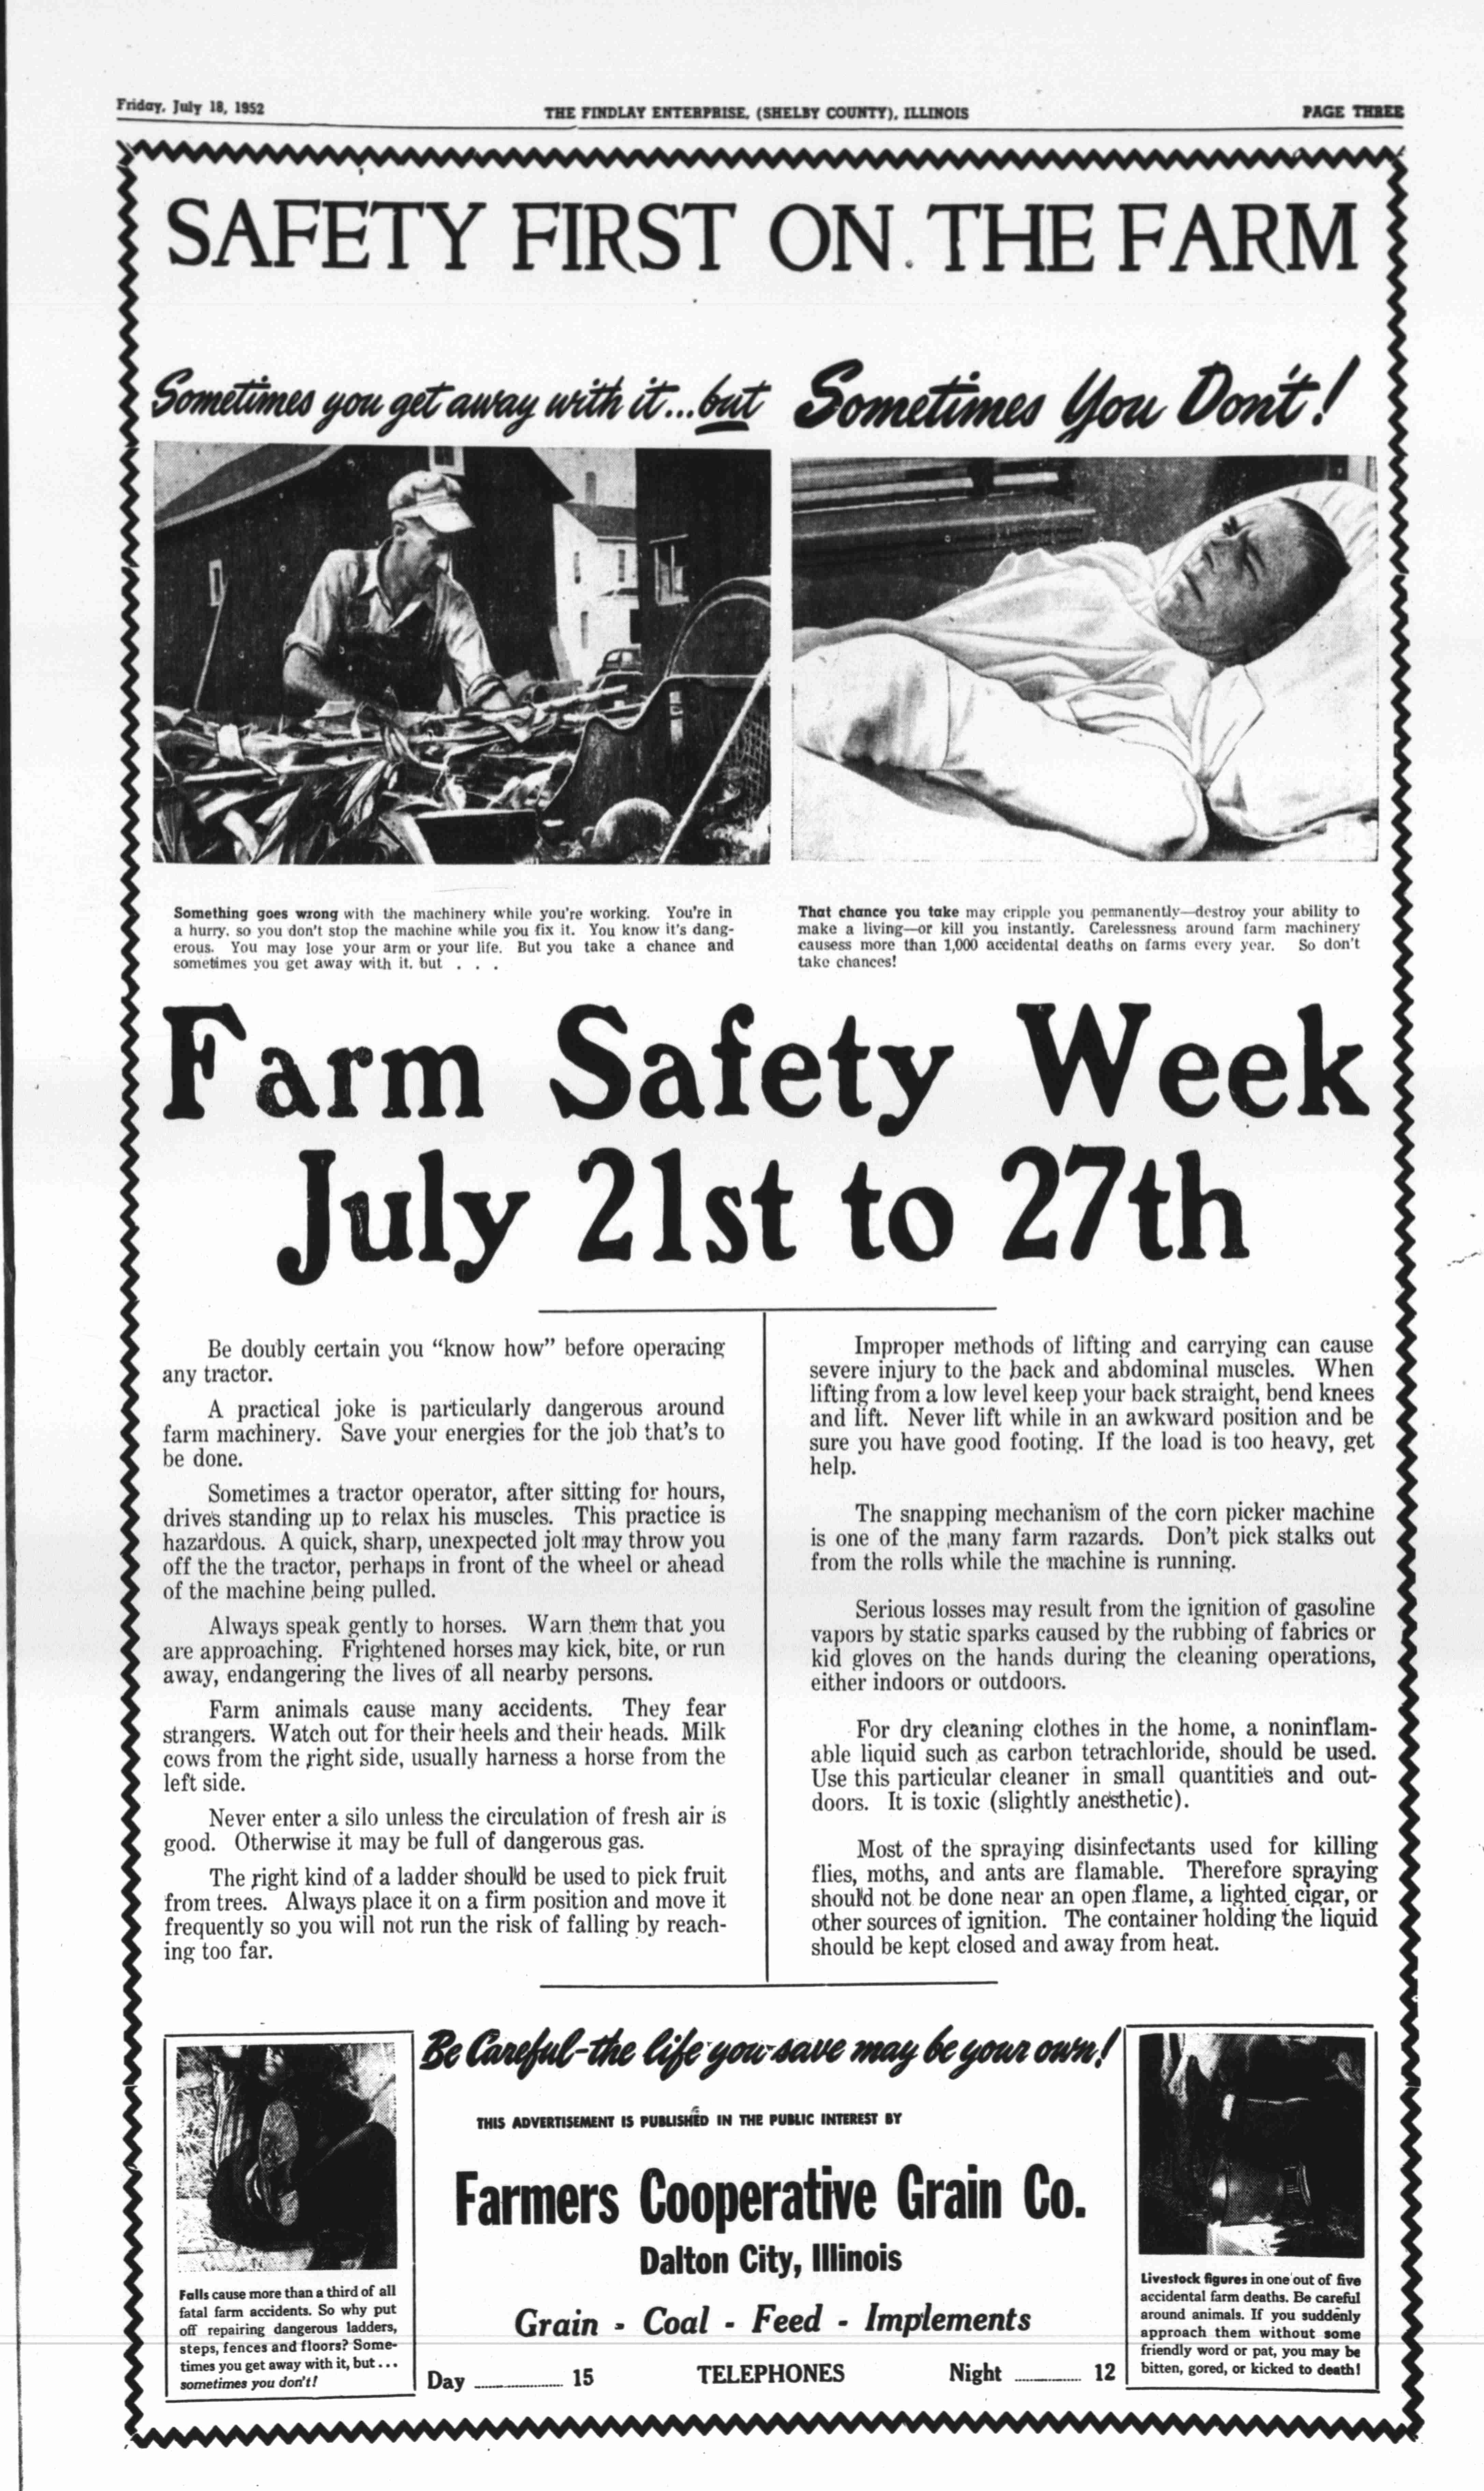 Friday, July 18, 1952
THE FINDLAY ENTERPRISE, (SHELBY COUNTY), ILLINOIS
PAGE THREE
SAFETY FIRST ON THE FARM
Sometimes you get away with it...but
Sometimes You Don't!
Something goes wrong with the machinery while you're working. You're in
a hurry, so you don't stop the machine while you fix it. You know it's dang-
erous. You may lose your arm or your life. But you take a chance and
sometimes you get away with it, but . . .
That chance you take may cripple you permanently—destroy your ability to
make a living—or kill you instantly. Carelessness around farm machinery
causess more than 1,000 accidental deaths on farms every year. So don't
take chances!
Farm Safety Week
July 21st to 27th
Be doubly certain you "know how" before operating
any tractor.
A practical joke is particularly dangerous around
farm machinery. Save your energies for the job that's to
be done.
Sometimes a tractor operator, after sitting for hours,
drives standing up to relax his muscles. This practice is
hazardous. A quick, sharp, unexpected jolt may throw you
off the the tractor, perhaps in front of the wheel or ahead
of the machine being pulled.
Always speak gently to horses. Warn them that you
are approaching. Frightened horses may kick, bite, or run
away, endangering the lives of all nearby persons.
Farm animals cause many accidents. They fear
strangers. Watch out for their heels and their heads. Milk
cows from the right side, usually harness a horse from the
left side.
Never enter a silo unless the circulation of fresh air is
good. Otherwise it may be full of dangerous gas.
The right kind of a ladder should be used to pick fruit
from trees. Always place it on a firm position and move it
frequently so you will not run the risk of falling by reach-
ing too far.
Improper methods of lifting and carrying can cause
severe injury to the back and abdominal muscles. When
lifting from a low level keep your back straight, bend knees
and lift. Never lift while in an awkward position and be
sure you have good footing. If the load is too heavy, get
help.
The snapping mechanism of the corn picker machine
is one of the many farm razards. Don't pick stalks out
from the rolls while the machine is running.
Serious losses may result from the ignition of gasoline
vapors by static sparks caused by the rubbing of fabrics or
kid gloves on the hands during the cleaning operations,
either indoors or outdoors.
For dry cleaning clothes in the home, a noninflam-
able liquid such as carbon tetrachloride, should be used.
Use this particular cleaner in small quantities and out-
doors. It is toxic (slightly anesthetic).
Most of the spraying disinfectants used for killing
flies, moths, and ants are flamable. Therefore spraying
should not be done near an open flame, a lighted cigar, or
other sources of ignition. The container holding the liquid
should be kept closed and away from heat.
Falls cause more than a third of all
fatal farm accidents. So why put
off repairing dangerous ladders,
steps, fences and floors? Some-
times you get away with it, but...
sometimes you don't!
Be Careful-the life you save may be your own!
THIS ADVERTISEMENT IS PUBLISHED IN THE PUBLIC INTEREST BY
Farmers Cooperative Grain Co.
Dalton City, Illinois
Grain - Coal - Feed - Implements
Day .......... 15 TELEPHONES Night .......... 12
Livestock figures in one out of five
accidental farm deaths. Be careful
around animals. If you suddenly
approach them without some
friendly word or pat, you may be
bitten, gored, or kicked to death!